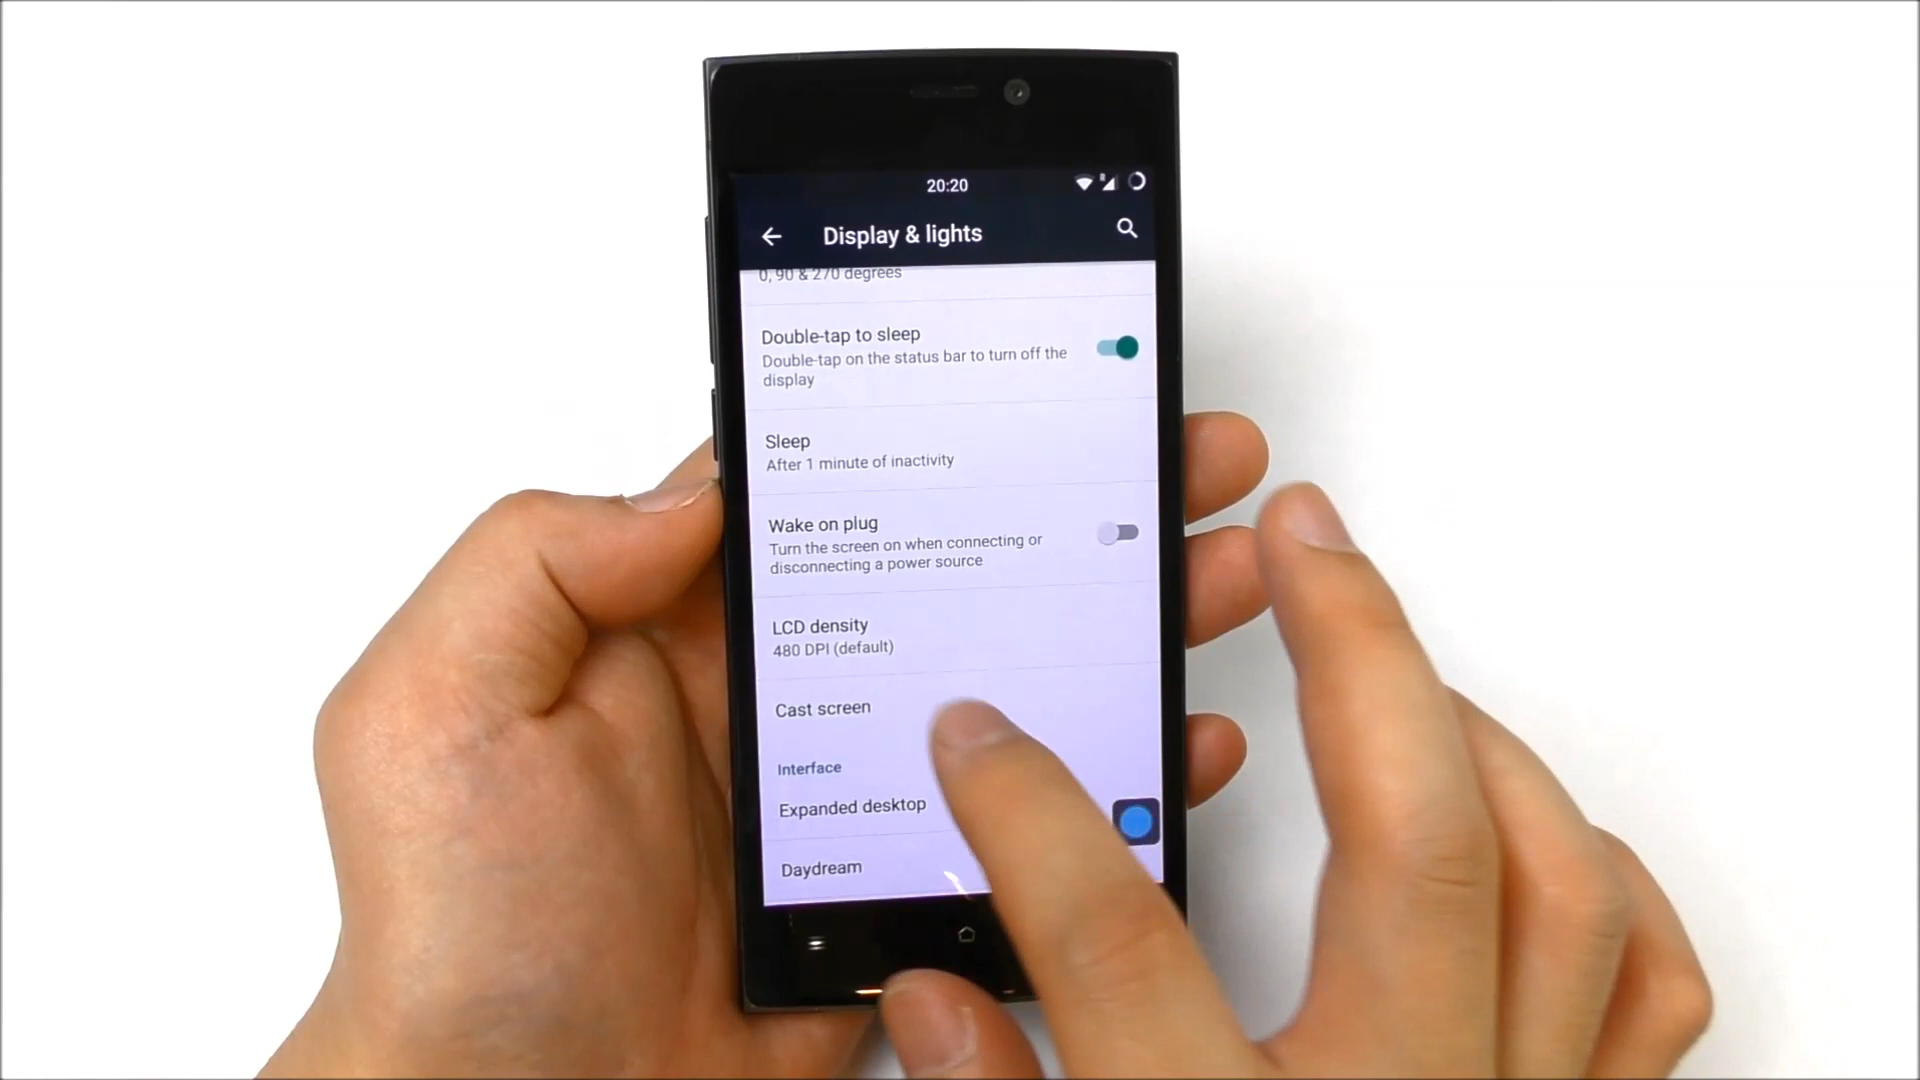 20:20
R
Display & lights
0, 90 & 270 degrees
Double-tap to sleep
Double-tap on the status bar to turn off the
display
Sleep
After 1 minute of inactivity
Wake on plug
Turn the screen on when connecting or
disconnecting a power source
LCD density
480 DPI (default)
Cast screen
Interface
Expanded desktop
Daydream